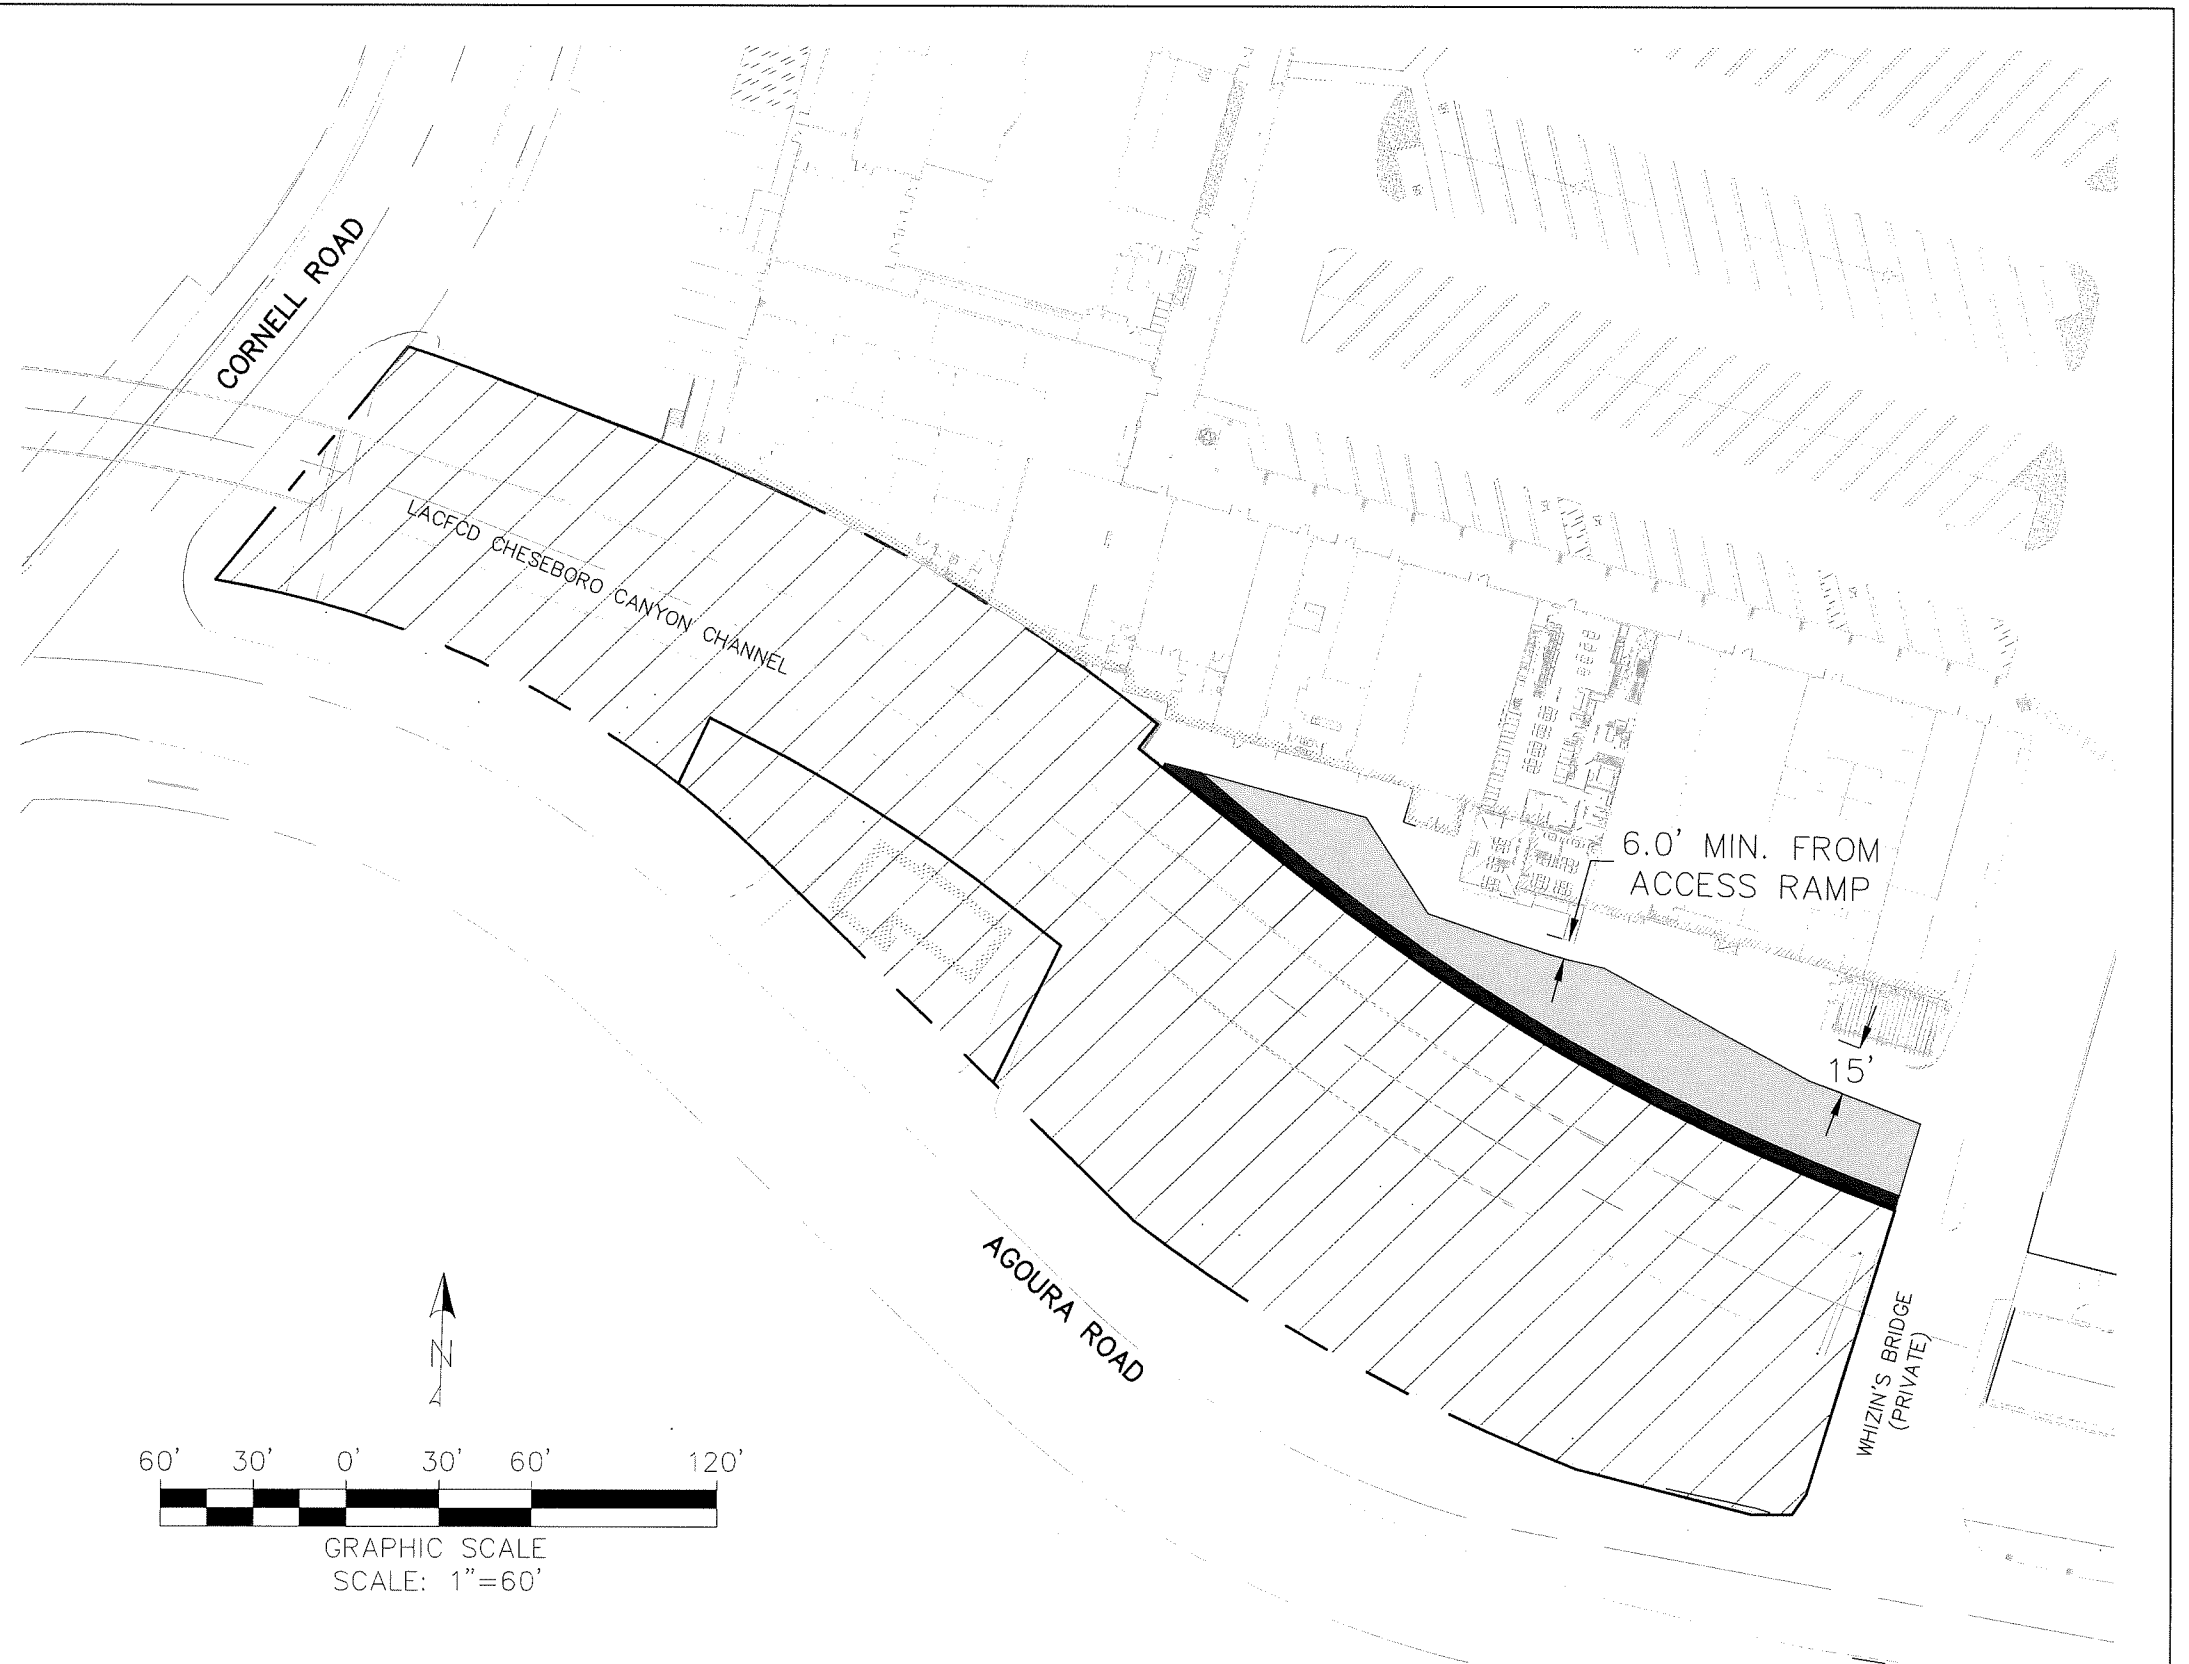 CORNELL ROAD
LACFCD CHESEBORO CANYON CHANNEL
6.0' MIN. FROM
ACCESS RAMP
15'
AGOURA ROAD
WHIZIN'S BRIDGE
(PRIVATE)
N
60' 30' 0' 30' 60' 120'
GRAPHIC SCALE
SCALE: 1"=60'